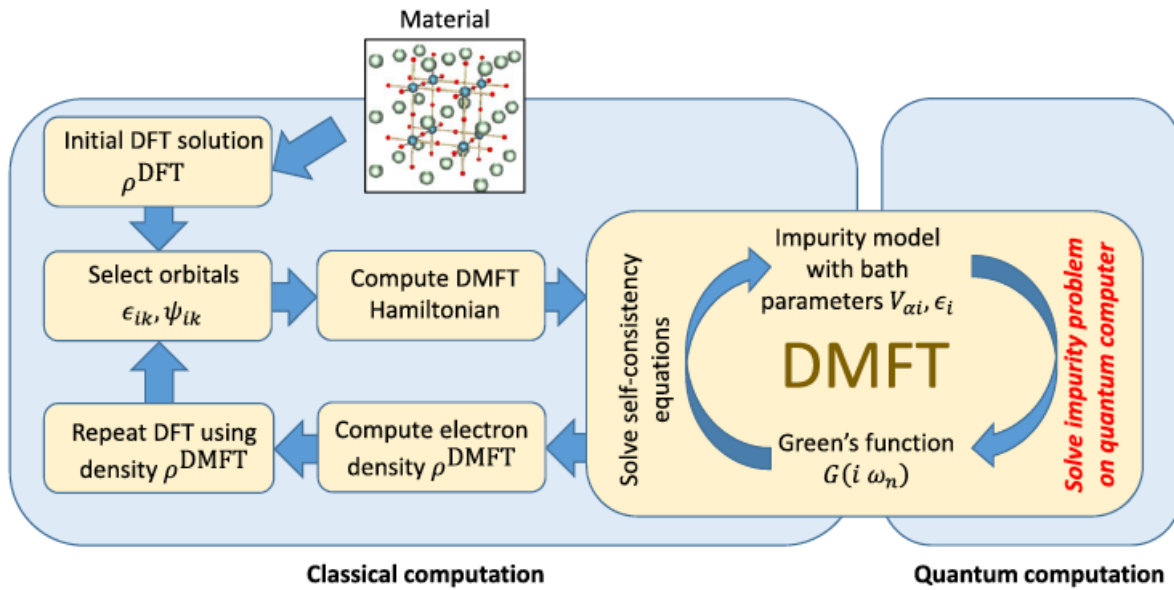 Material
Initial DFT solution
ρ^DFT
Select orbitals
ϵ_ik, ψ_ik
Compute DMFT
Hamiltonian
Repeat DFT using
density ρ^DMFT
Compute electron
density ρ^DMFT
Solve self-consistency
equations
Impurity model
with bath
parameters V_αi, ϵ_i
DMFT
Green's function
G(i ω_n)
Solve impurity problem
on quantum computer
Classical computation
Quantum computation